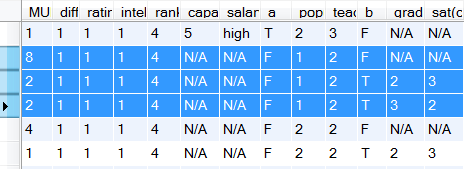 MU diff ratir intel rank capa salar a pop teac b grad sat(c
1 1 1 1 4 5 high T 2 3 F N/A N/A
8 1 1 1 4 N/A N/A F 1 2 F N/A N/A
2 1 1 1 4 N/A N/A F 1 2 T 2 3
2 1 1 1 4 N/A N/A F 1 2 T 3 2
4 1 1 1 4 N/A N/A F 2 2 F N/A N/A
1 1 1 1 4 N/A N/A F 2 2 T 2 3